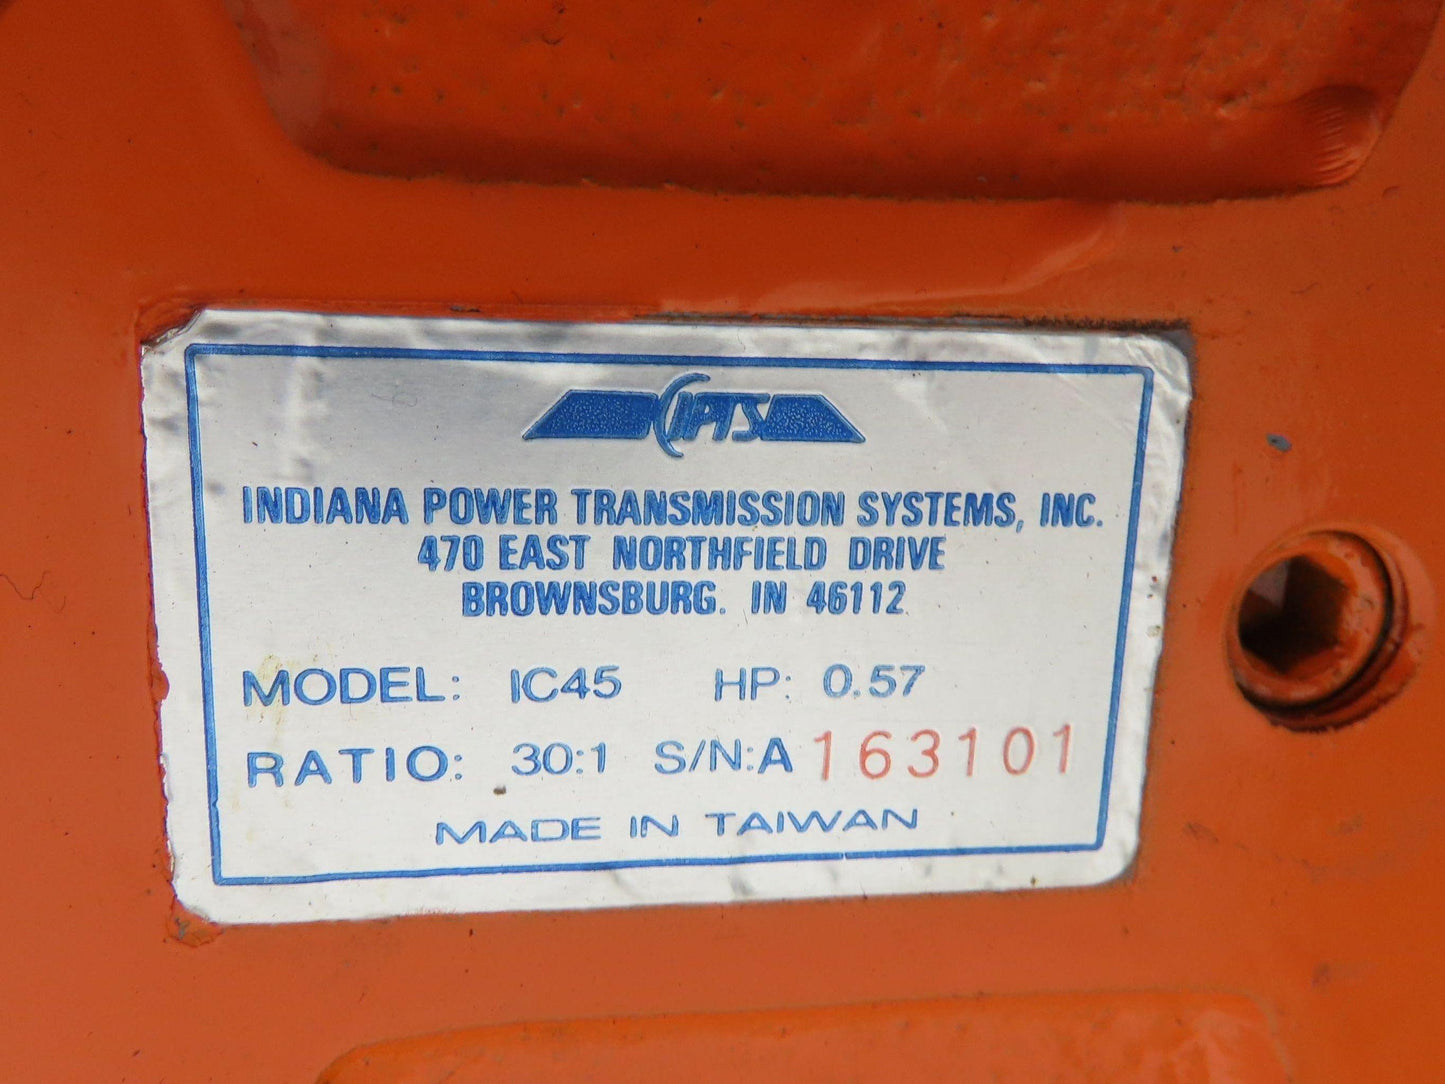 IPTS
INDIANA POWER TRANSMISSION SYSTEMS, INC.
470 EAST NORTHFIELD DRIVE
BROWNSBURG. IN 46112
MODEL: IC45 HP: 0.57
RATIO: 30:1 S/N:A 163101
MADE IN TAIWAN